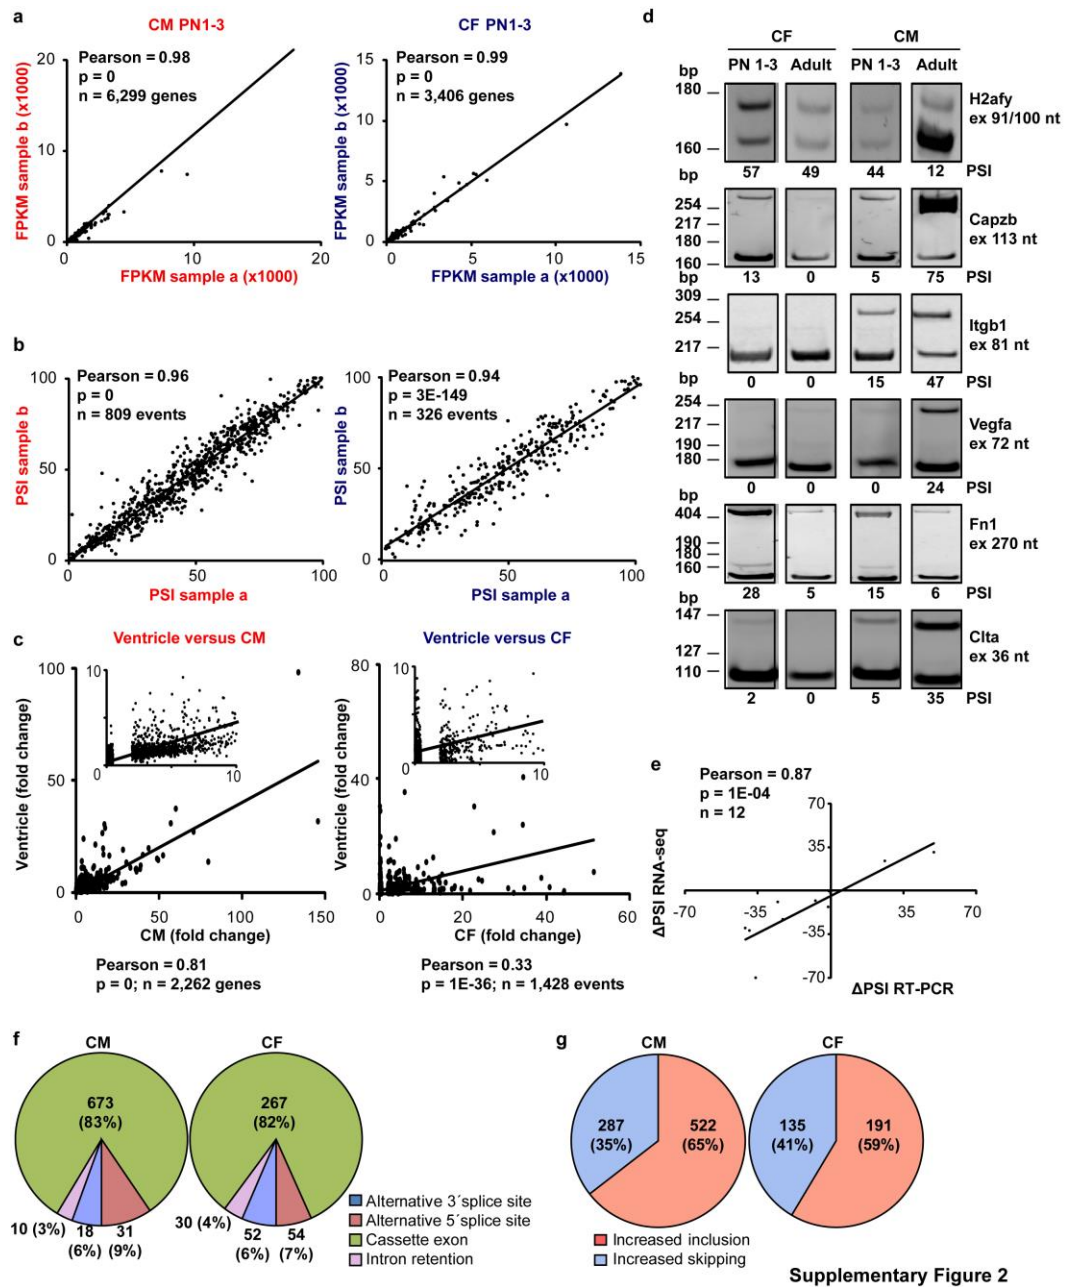 a
CM PN1-3
Pearson = 0.98
p = 0
n = 6,299 genes
20
10
0
0
10
20
FPKM sample b (x1000)
FPKM sample a (x1000)
CF PN1-3
Pearson = 0.99
p = 0
n = 3,406 genes
15
10
5
0
0
5
10
15
FPKM sample b (x1000)
FPKM sample a (x1000)
b
Pearson = 0.96
p = 0
n = 809 events
100
50
0
0
50
100
PSI sample b
PSI sample a
Pearson = 0.94
p = 3E-149
n = 326 events
100
50
0
0
50
100
PSI sample b
PSI sample a
c
Ventricle versus CM
100
50
0
0
50
100
150
10
0
10
Ventricle (fold change)
CM (fold change)
Pearson = 0.81
p = 0; n = 2,262 genes
Ventricle versus CF
80
40
0
0
20
40
60
10
0
10
Ventricle (fold change)
CF (fold change)
Pearson = 0.33
p = 1E-36; n = 1,428 events
d
CF CM
bp PN 1-3 Adult PN 1-3 Adult
180
160
H2afy
ex 91/100 nt
57 49 44 12 PSI
bp
254
217
180
160
Capzb
ex 113 nt
13 0 5 75 PSI
bp
309
254
217
Itgb1
ex 81 nt
0 0 15 47 PSI
bp
254
217
190
180
Vegfa
ex 72 nt
0 0 0 24 PSI
bp
404
190
180
160
Fn1
ex 270 nt
28 5 15 6 PSI
bp
147
127
110
Clta
ex 36 nt
2 0 5 35 PSI
e
Pearson = 0.87
p = 1E-04
n = 12
70
35
-70
-35
35
70
-35
-70
ΔPSI RNA-seq
ΔPSI RT-PCR
f
CM
673
(83%)
10 (3%)
18
(6%)
31
(9%)
CF
267
(82%)
30 (4%)
52
(6%)
54
(7%)
Alternative 3´splice site
Alternative 5´splice site
Cassette exon
Intron retention
g
CM
287
(35%)
522
(65%)
CF
135
(41%)
191
(59%)
Increased inclusion
Increased skipping
Supplementary Figure 2